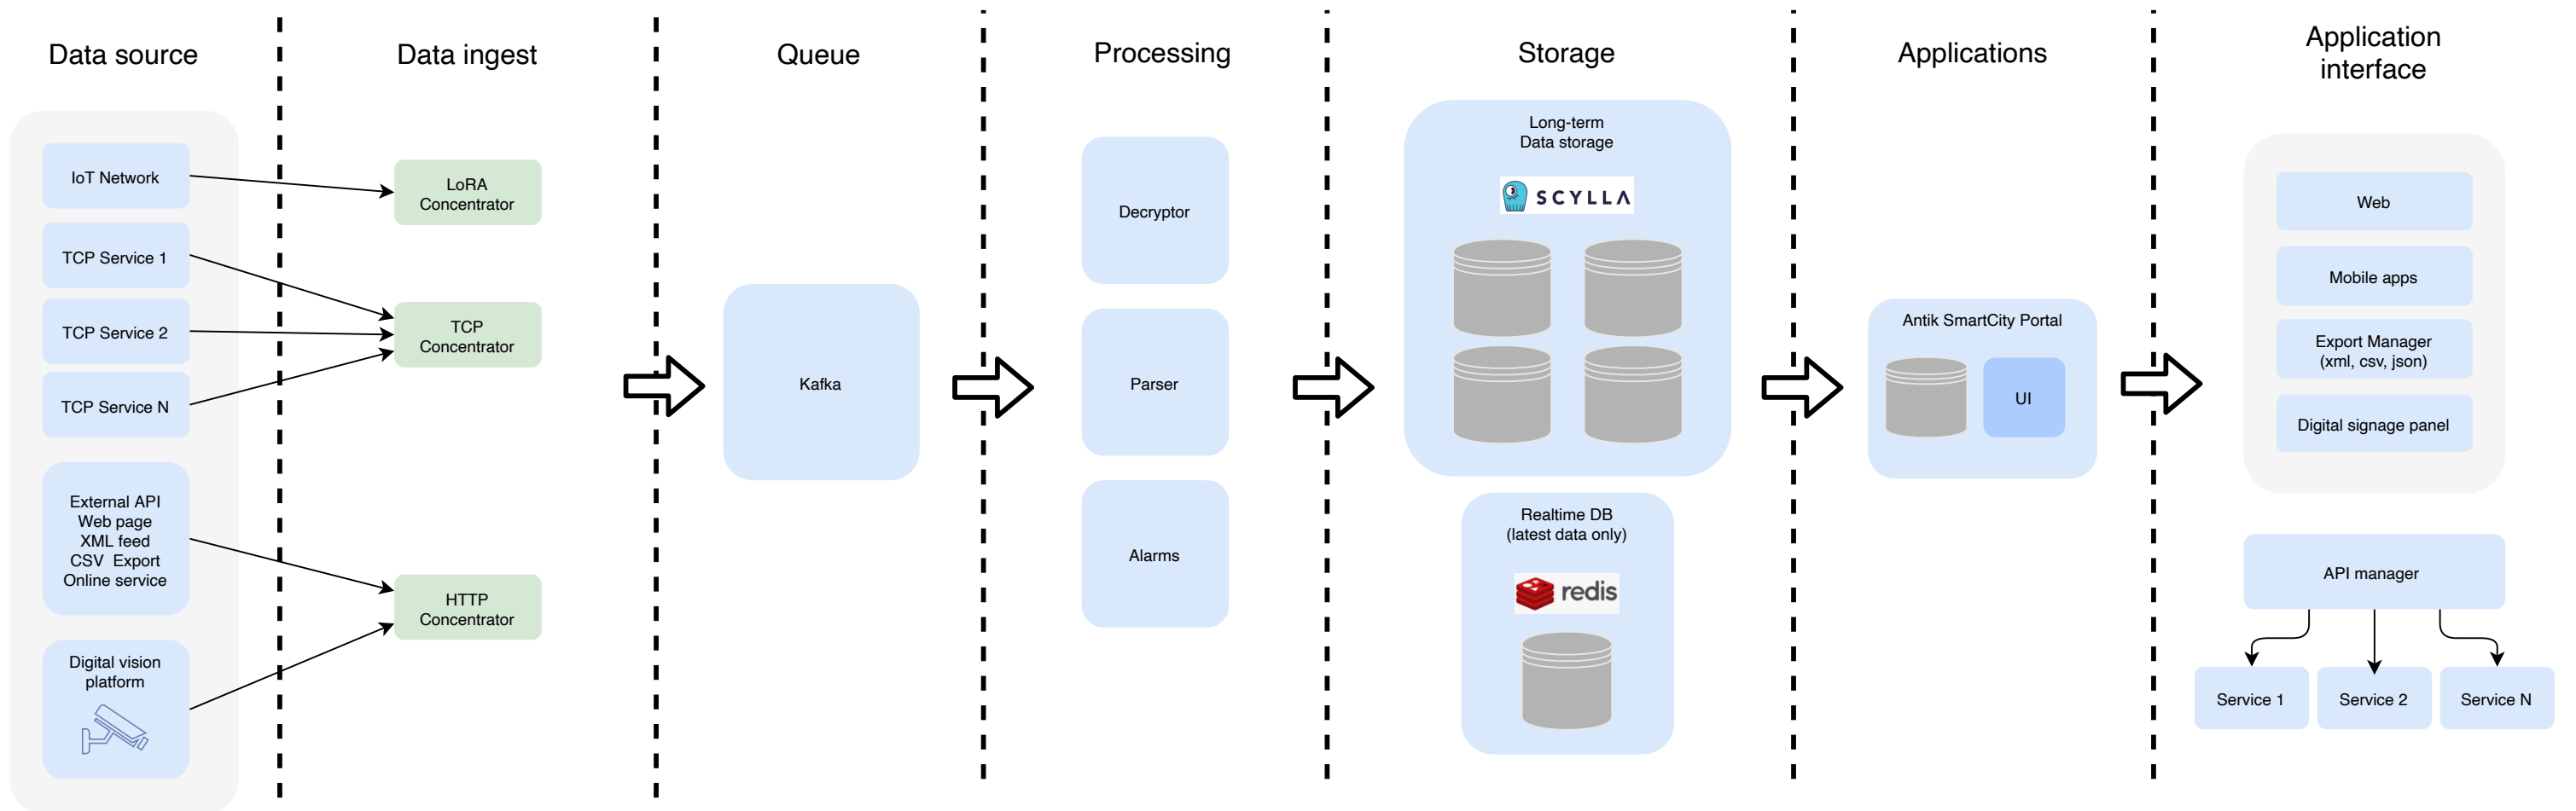 Data source
IoT Network
TCP Service 1
TCP Service 2
TCP Service N
External API
Web page
XML feed
CSV Export
Online service
Digital vision
platform
Data ingest
LoRA
Concentrator
TCP
Concentrator
HTTP
Concentrator
Queue
Kafka
Processing
Decryptor
Parser
Alarms
Storage
Long-term
Data storage
SCYLLA
Realtime DB
(latest data only)
redis
Applications
Antik SmartCity Portal
UI
Application
interface
Web
Mobile apps
Export Manager
(xml, csv, json)
Digital signage panel
API manager
Service 1
Service 2
Service N